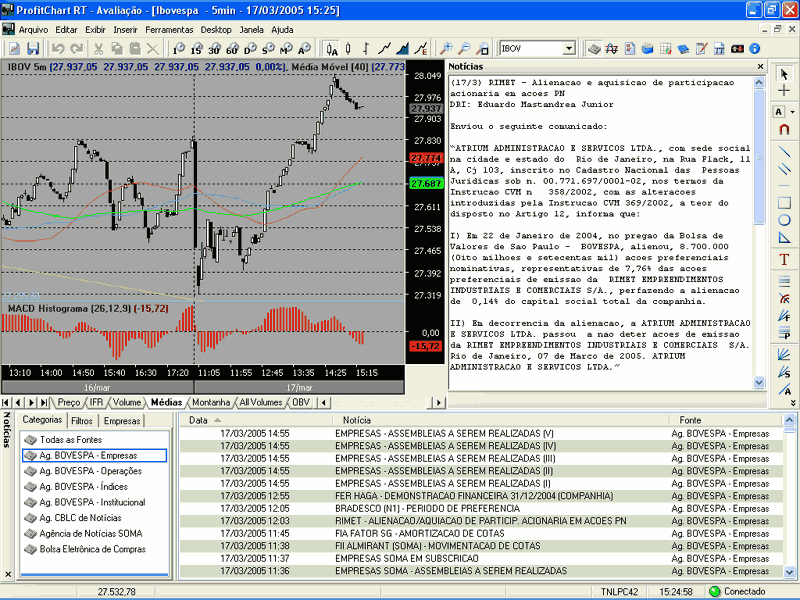 ProfitChart RT - Avaliação - [Ibovespa - 5min - 17/03/2005 15:25]
Arquivo Editar Exibir Inserir Ferramentas Desktop Janela Ajuda
IBOV
IBOV 5m (27.937,05 27.937,05 27.937,05 27.937,05 0,00%), Média Móvel [40] (27.773
28.049
27.976
27.937
27.903
27.830
27.774
27.687
27.611
27.538
27.465
27.392
27.319
MACD Histograma (26,12,9) (-15,72)
0,00
-15,72
13:10 14:00 14:50 15:40 16:30 17:20 11:05 11:55 12:45 13:35 14:25 15:15
16/mar 17/mar
Preço IFR Volume Médias Montanha All Volumes OBV
Notícias
(17/3) RIMET - Alienacao e aquisicao de participacao
acionaria em acoes PN
DRI: Eduardo Mastandrea Junior
Enviou o seguinte comunicado:
"ATRIUM ADMINISTRACAO E SERVICOS LTDA., com sede social
na cidade e estado do Rio de Janeiro, na Rua Flack, 11
A, Cj 103, inscrito no Cadastro Nacional das Pessoas
Juridicas sob n. 00.771.697/0001-02, nos termos da
Instrucao CVM n 358/2002, com as alteracoes
introduzidas pela Instrucao CVM 369/2002, a teor do
disposto no Artigo 12, informa que:
I) Em 22 de Janeiro de 2004, no pregao da Bolsa de
Valores de Sao Paulo - BOVESPA, alienou, 8.700.000
(Oito milhoes e setecentas mil) acoes preferenciais
nominativas, representativas de 7,76% das acoes
preferenciais de emissao da RIMET EMPREENDIMENTOS
INDUSTRIAIS E COMERCIAIS S/A., perfazendo a alienacao
de 0,14% do capital social total da companhia.
II) Em decorrencia da alienacao, a ATRIUM ADMINISTRACAO
E SERVICOS LTDA. passou a nao deter acoes de emissao
da RIMET EMPREENDIMENTOS INDUSTRIAIS E COMERCIAIS S/A.
Rio de Janeiro, 07 de Marco de 2005. ATRIUM
ADMINISTRACAO E SERVICOS LTDA."
Notícias
Categorias Filtros Empresas
Todas as Fontes
Ag. BOVESPA - Empresas
Ag. BOVESPA - Operações
Ag. BOVESPA - Índices
Ag. BOVESPA - Institucional
Ag. CBLC de Notícias
Agência de Notícias SOMA
Bolsa Eletrônica de Compras
Data Notícia Fonte
17/03/2005 14:55 EMPRESAS - ASSEMBLEIAS A SEREM REALIZADAS (V) Ag. BOVESPA - Empresas
17/03/2005 14:55 EMPRESAS - ASSEMBLEIAS A SEREM REALIZADAS (IV) Ag. BOVESPA - Empresas
17/03/2005 14:55 EMPRESAS - ASSEMBLEIAS A SEREM REALIZADAS (III) Ag. BOVESPA - Empresas
17/03/2005 14:55 EMPRESAS - ASSEMBLEIAS A SEREM REALIZADAS (II) Ag. BOVESPA - Empresas
17/03/2005 14:55 EMPRESAS - ASSEMBLEIAS A SEREM REALIZADAS (I) Ag. BOVESPA - Empresas
17/03/2005 12:55 FER HAGA - DEMONSTRACAO FINANCEIRA 31/12/2004 (COMPANHIA) Ag. BOVESPA - Empresas
17/03/2005 12:05 BRADESCO (N1) - PERIODO DE PREFERENCIA Ag. BOVESPA - Empresas
17/03/2005 12:03 RIMET - ALIENACAO/AQUIACAO DE PARTICIP. ACIONARIA EM ACOES PN Ag. BOVESPA - Empresas
17/03/2005 11:45 FIA FATOR SG - AMORTIZACAO DE COTAS Ag. BOVESPA - Empresas
17/03/2005 11:38 FII ALMIRANT (SOMA) - MOVIMENTACAO DE COTAS Ag. BOVESPA - Empresas
17/03/2005 11:37 EMPRESAS SOMA EM SUBSCRICAO Ag. BOVESPA - Empresas
17/03/2005 11:36 EMPRESAS SOMA - ASSEMBLEIAS A SEREM REALIZADAS Ag. BOVESPA - Empresas
27.532,78 TNLPC42 15:24:58 Conectado